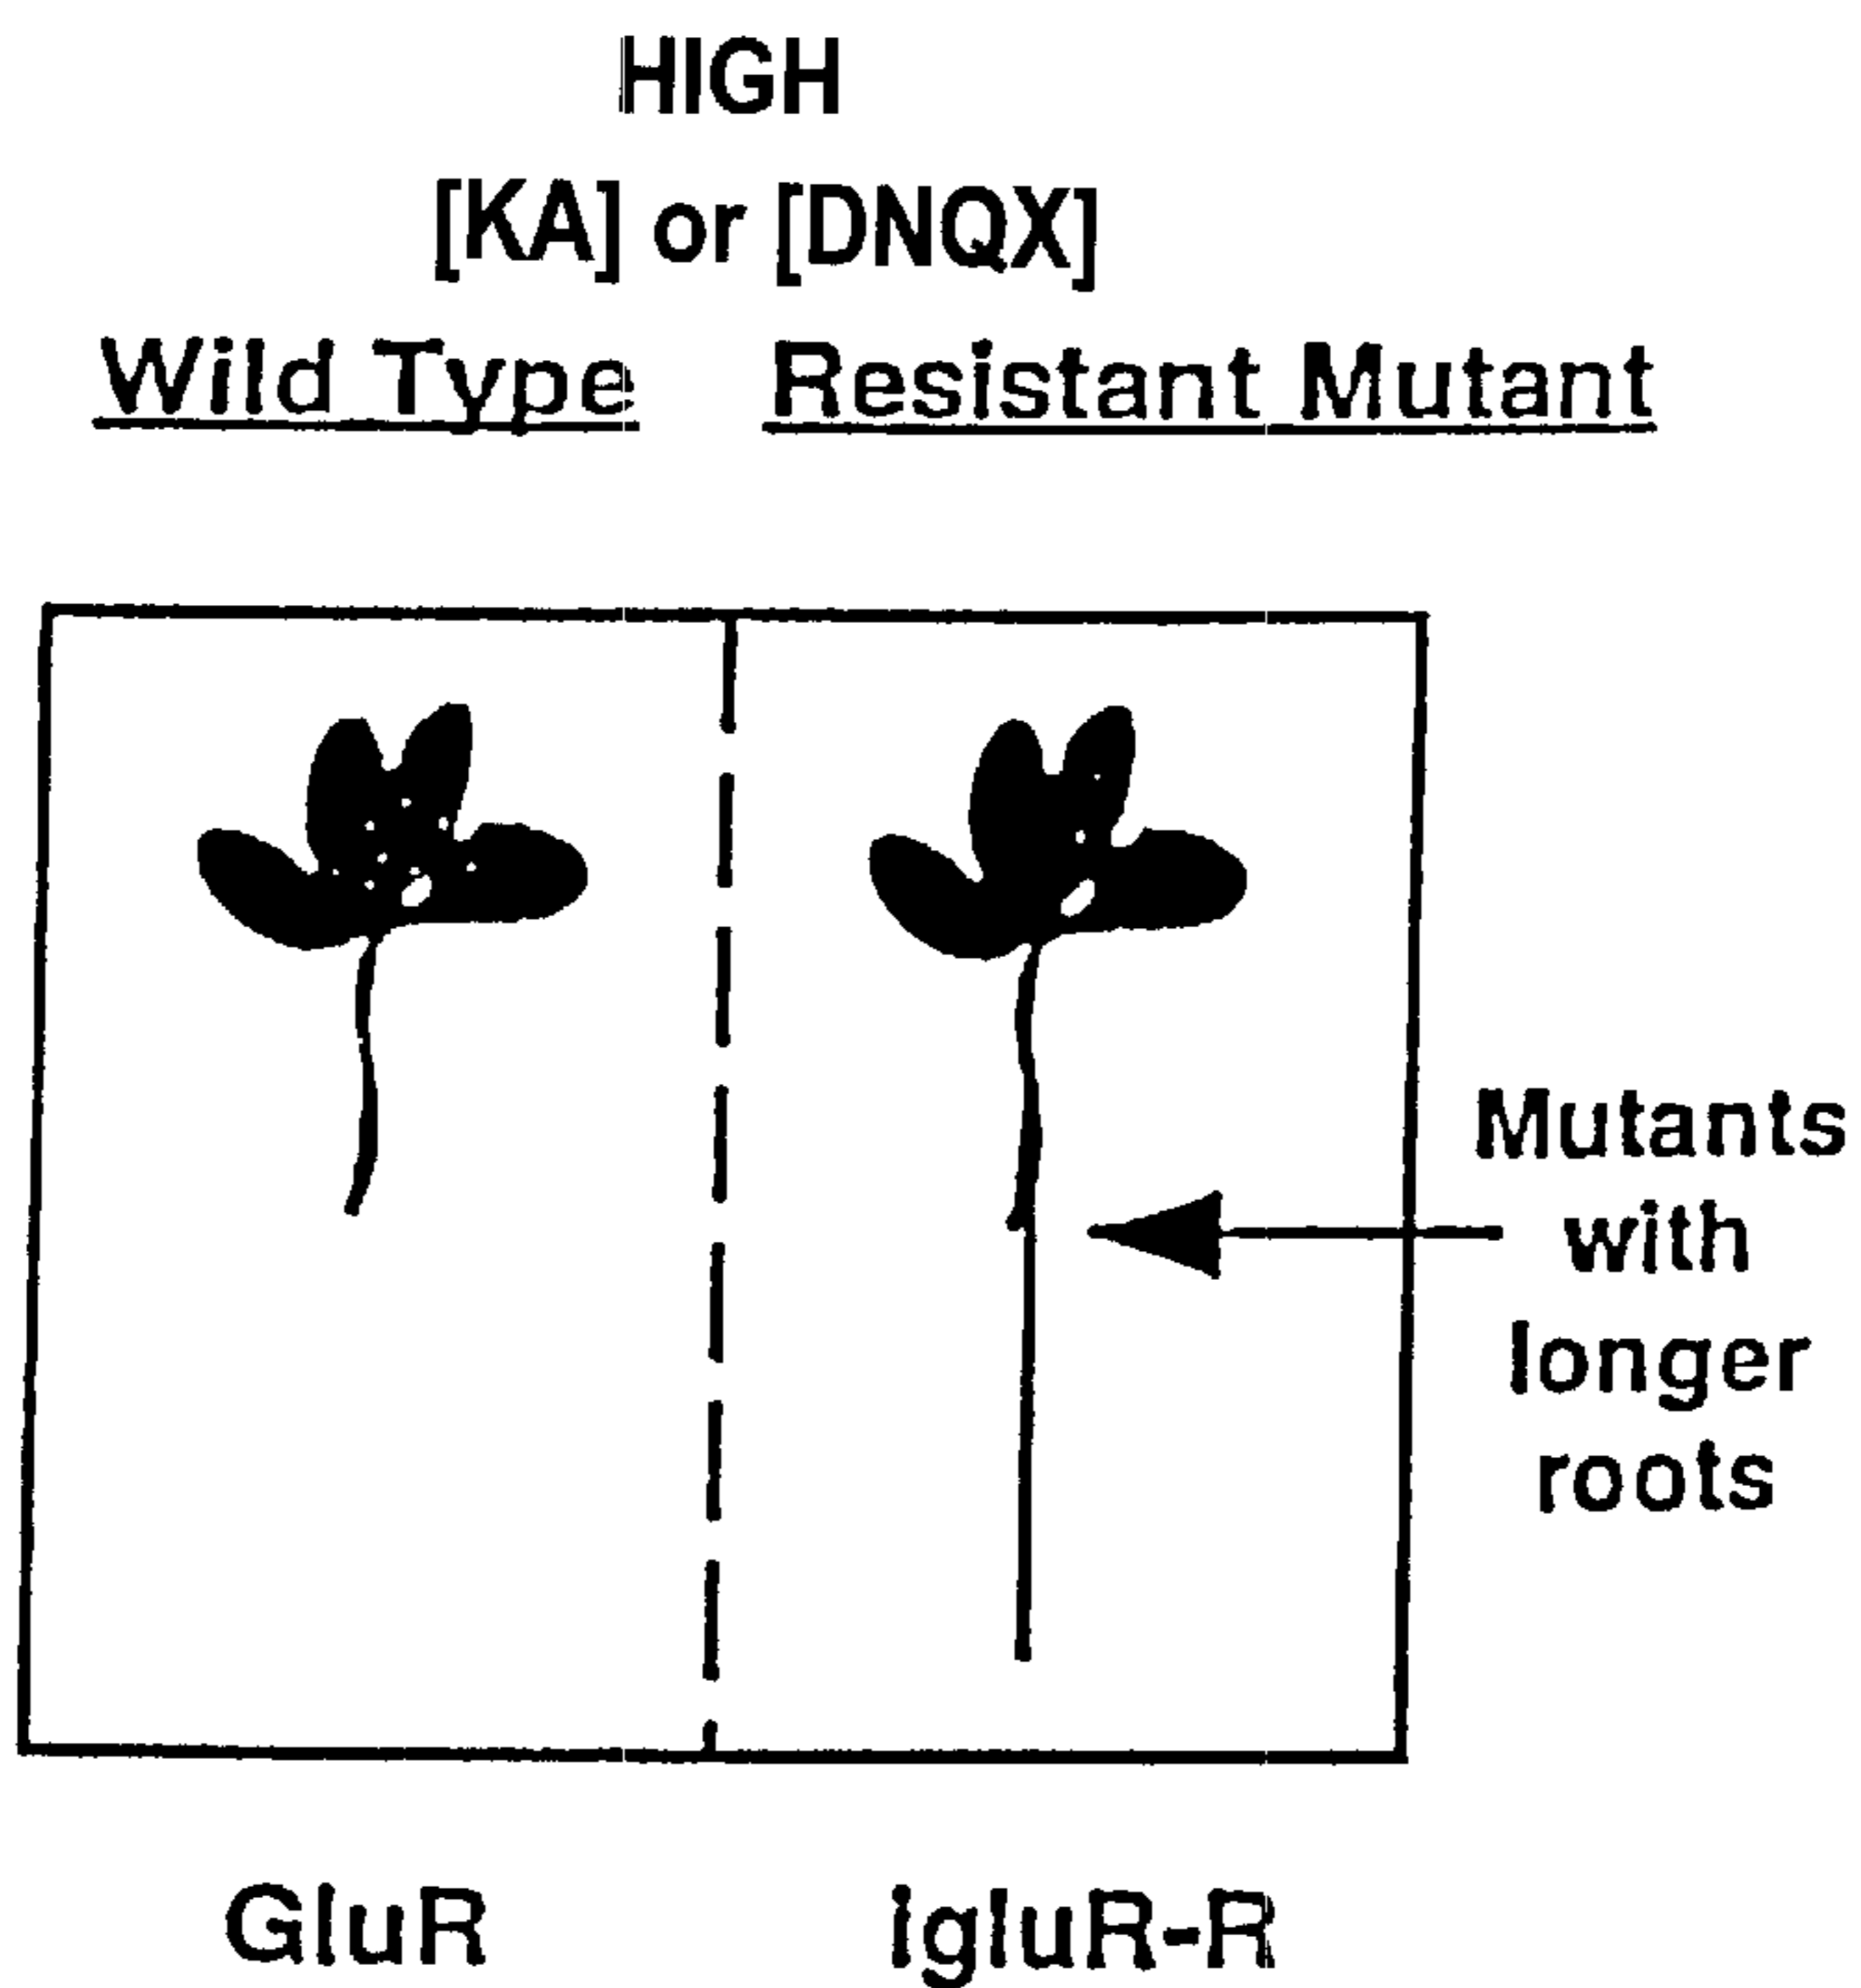 HIGH
[KA] or [DNQX]
Wild Type Resistant Mutant
Mutants
with
longer
roots
GluR igluR-R